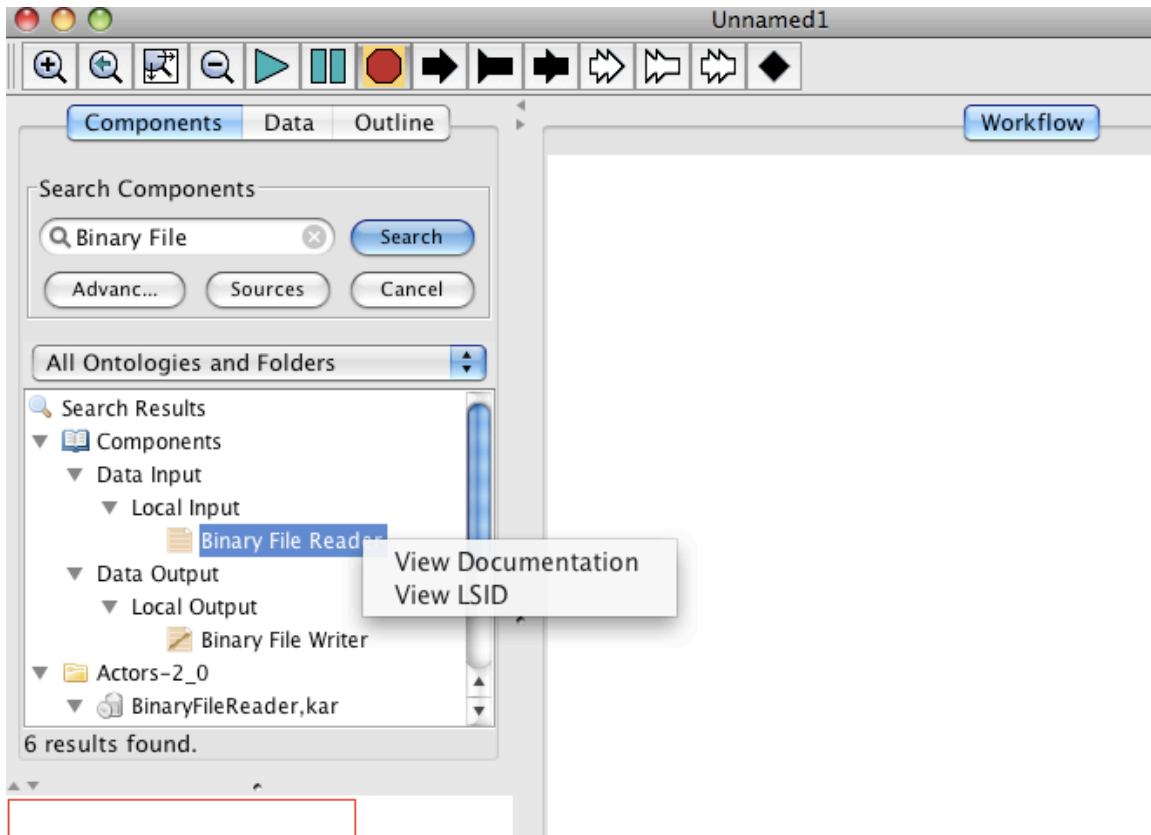 Unnamed1
Components Data Outline
Workflow
Search Components
Binary File Search
Advanc... Sources Cancel
All Ontologies and Folders
Search Results
Components
Data Input
Local Input
Binary File Reader
View Documentation
View LSID
Data Output
Local Output
Binary File Writer
Actors-2_0
BinaryFileReader,kar
6 results found.